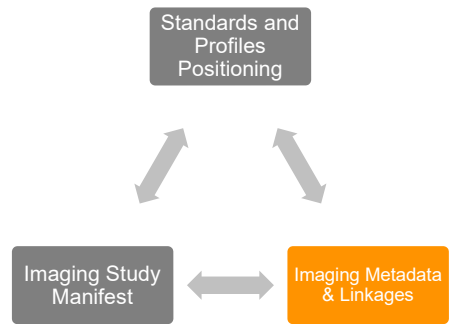 Standards and
Profiles
Positioning
Imaging Study
Manifest
Imaging Metadata
& Linkages